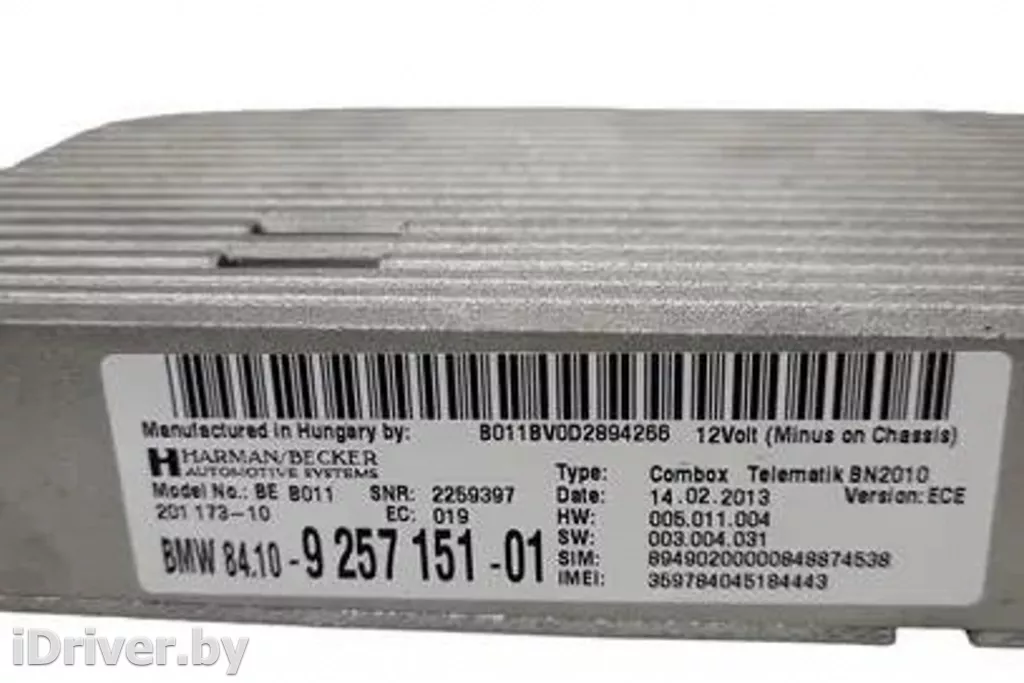 Manufactured in Hungary by: B011BV0D2894266 12Volt (Minus on Chassis)
HARMAN/BECKER
AUTOMOTIVE SYSTEMS
Model No.: BE B011 SNR: 2259397
201 173-10 EC: 019
BMW 84.10 - 9 257 151 - 01
Type: Combox Telematik BN2010
Date: 14.02.2013 Version: ECE
HW: 005.011.004
SW: 003.004.031
SIM: 89490200000848874538
IMEI: 359784045184443
iDriver.by